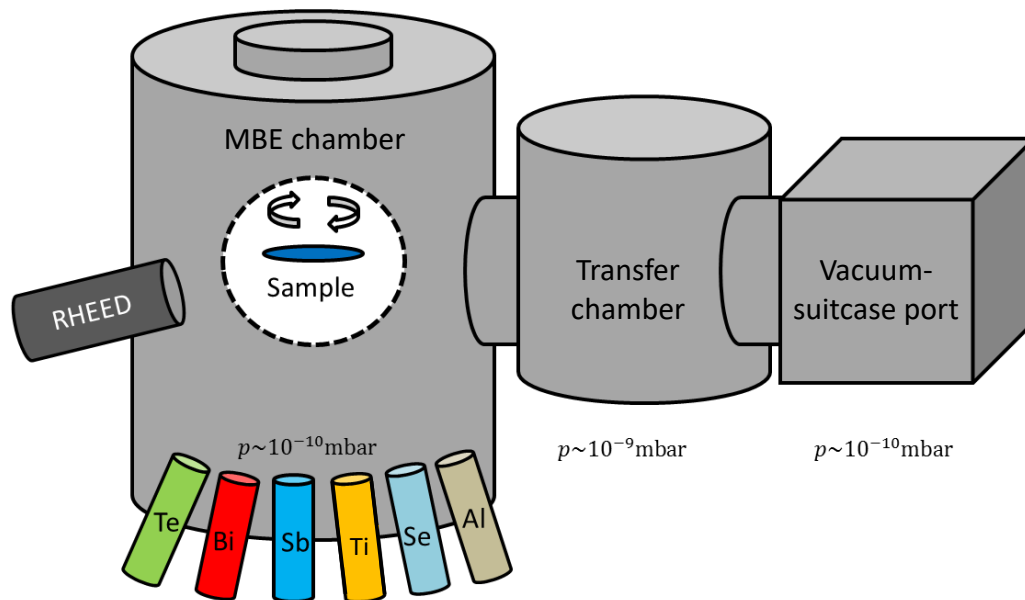 MBE chamber
Sample
RHEED
Transfer
chamber
Vacuum-
suitcase port
p~10⁻¹⁰mbar
p~10⁻⁹mbar
p~10⁻¹⁰mbar
Te
Bi
Sb
Ti
Se
Al